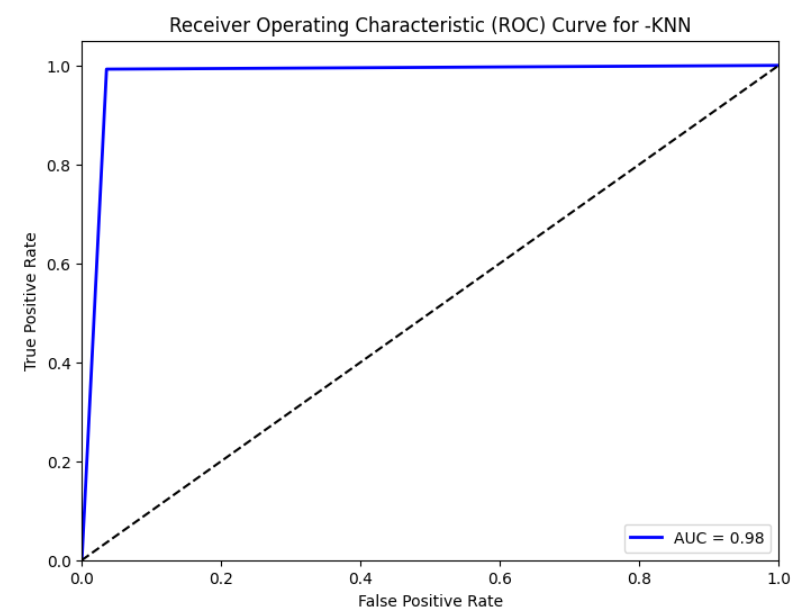 Receiver Operating Characteristic (ROC) Curve for -KNN
1.0
0.8
0.6
0.4
0.2
0.0
True Positive Rate
AUC = 0.98
0.0 0.2 0.4 0.6 0.8 1.0
False Positive Rate